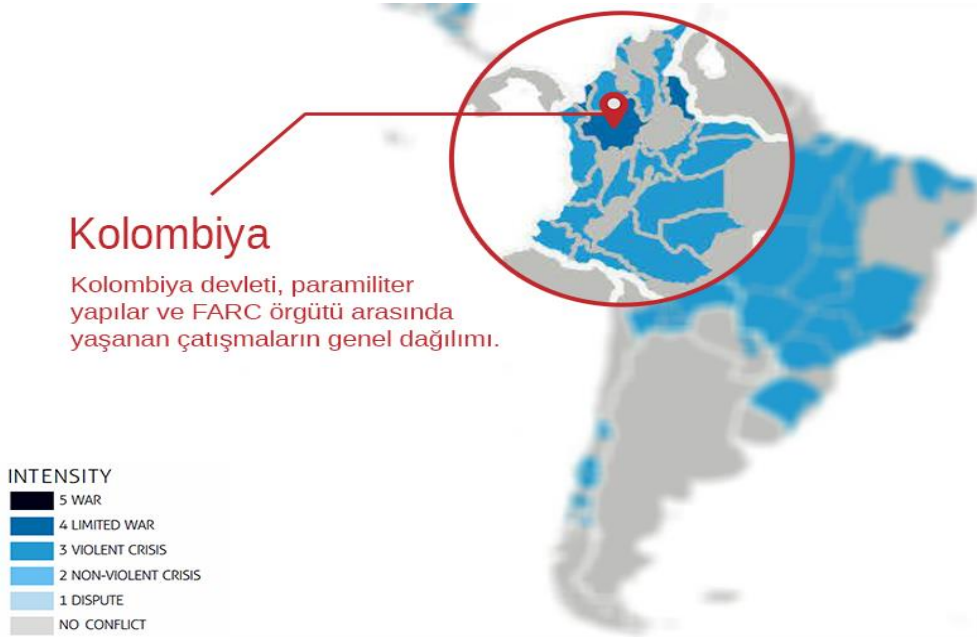 Kolombiya
Kolombiya devleti, paramiliter
yapılar ve FARC örgütü arasında
yaşanan çatışmaların genel dağılımı.
INTENSITY
5 WAR
4 LIMITED WAR
3 VIOLENT CRISIS
2 NON-VIOLENT CRISIS
1 DISPUTE
NO CONFLICT